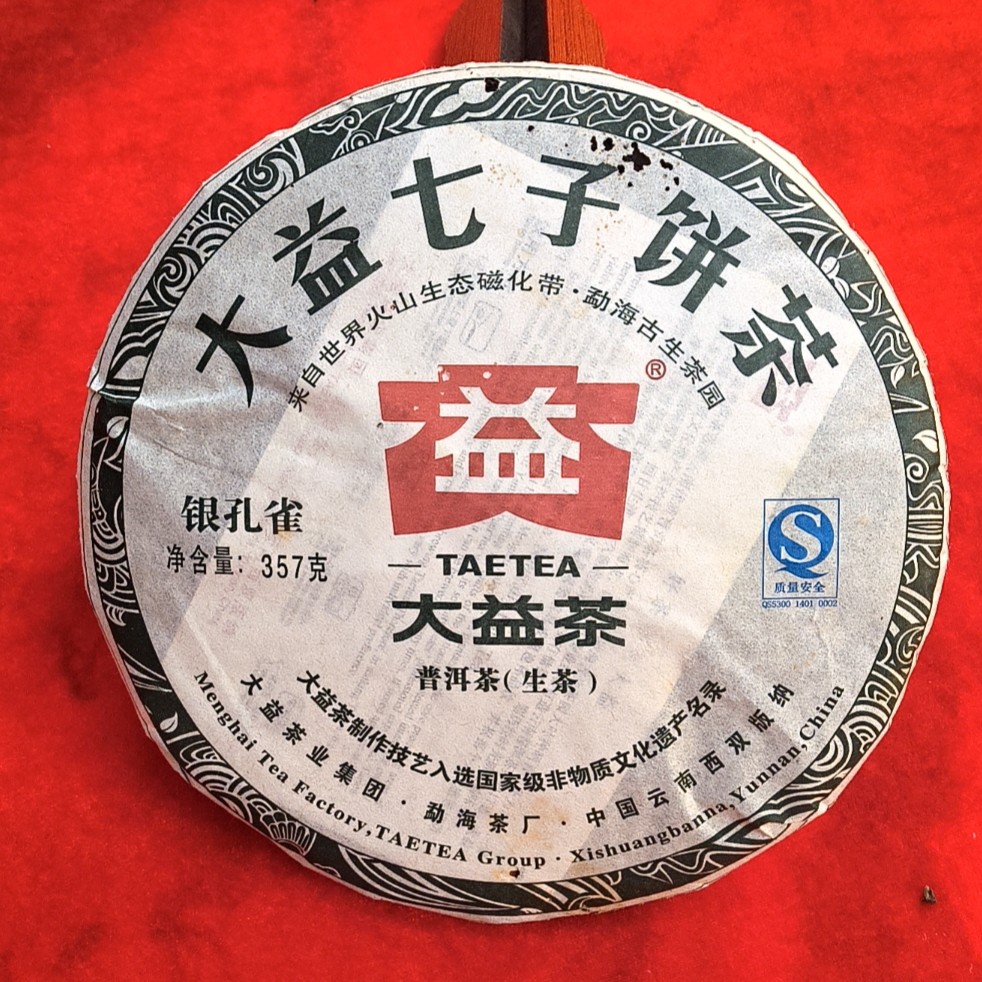 大益七子饼茶
来自世界火山生态磁化带·勐海古生茶园
益
®
银孔雀
净含量：357克
TAETEA
大益茶
普洱茶（生茶）
质量安全
QS5300 1401 0002
大益茶制作技艺入选国家级非物质文化遗产名录
大益茶业集团·勐海茶厂·中国云南西双版纳
Menghai Tea Factory,TAETEA Group · Xishuangbanna,Yunnan,China